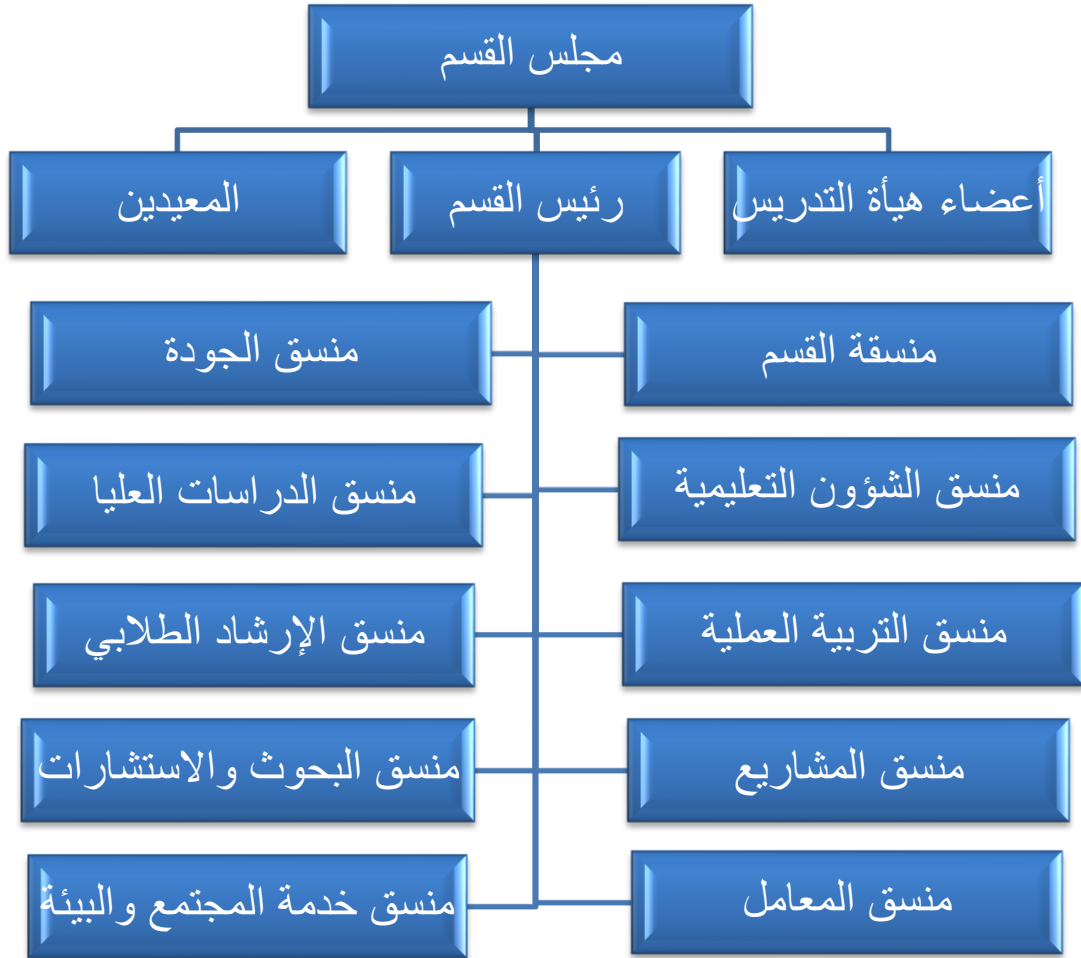 مجلس القسم
أعضاء هيأة التدريس
رئيس القسم
المعيدين
منسقة القسم
منسق الجودة
منسق الشؤون التعليمية
منسق الدراسات العليا
منسق التربية العملية
منسق الإرشاد الطلابي
منسق المشاريع
منسق البحوث والاستشارات
منسق المعامل
منسق خدمة المجتمع والبيئة